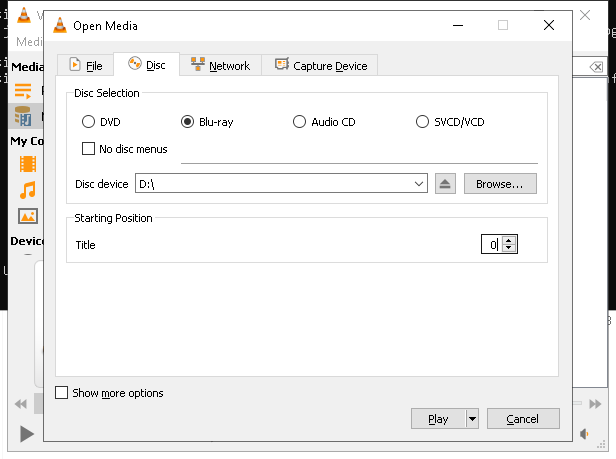 Open Media
Medi
File
Disc
Network
Capture Device
Media
Disc Selection
DVD
Blu-ray
Audio CD
SVCD/VCD
My Co
No disc menus
Disc device
D:\
Browse...
Starting Position
Device
Title
0
Show more options
Play
Cancel